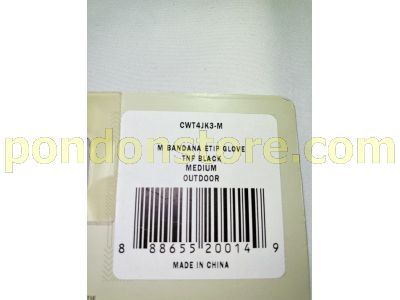 CWT4JK3-M
M BANDANA ETIP GLOVE
TNF BLACK
MEDIUM
OUTDOOR
8 88655 20014 9
MADE IN CHINA
pondonstore.com